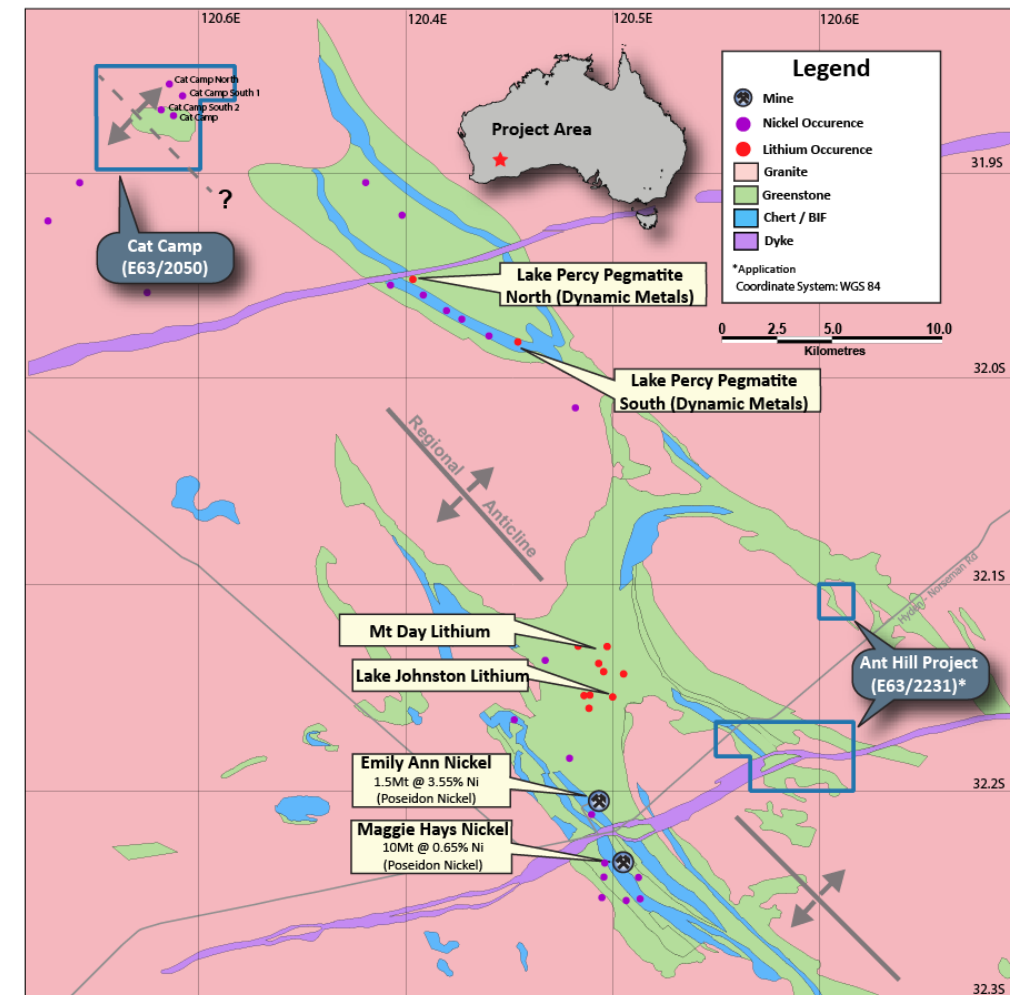 120.6E
120.4E
120.5E
120.6E
Cat Camp North
Cat Camp South 1
Cat Camp South 2
Cat Camp
?
Cat Camp
(E63/2050)
Project Area
Legend
Mine
Nickel Occurence
Lithium Occurence
Granite
Greenstone
Chert / BIF
Dyke
*Application
Coordinate System: WGS 84
0 2.5 5.0 10.0
Kilometres
31.9S
Lake Percy Pegmatite
North (Dynamic Metals)
32.0S
Lake Percy Pegmatite
South (Dynamic Metals)
Regional Anticline
32.1S
Hyden - Norseman Rd
Mt Day Lithium
Lake Johnston Lithium
Ant Hill Project
(E63/2231)*
Emily Ann Nickel
1.5Mt @ 3.55% Ni
(Poseidon Nickel)
32.2S
Maggie Hays Nickel
10Mt @ 0.65% Ni
(Poseidon Nickel)
32.3S